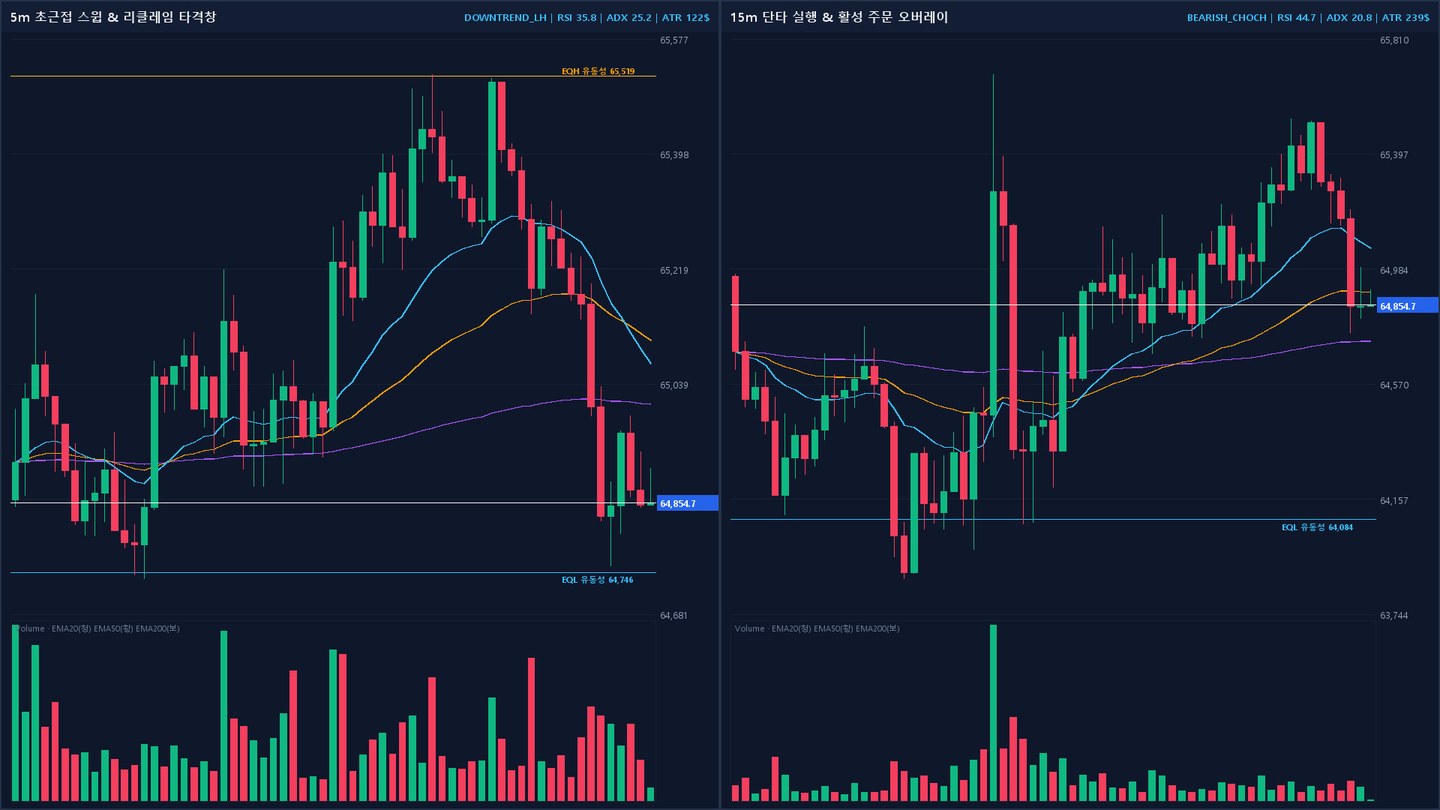 5m 초근접 스윕 & 리클레임 타격창
DOWNTREND_LH | RSI 35.8 | ADX 25.2 | ATR 122$
65,577
EQH 유동성 65,519
65,398
65,219
65,039
64,854.7
EQL 유동성 64,746
64,681
Volume · EMA20(청) EMA50(황) EMA200(보)
15m 단타 실행 & 활성 주문 오버레이
BEARISH_CHOCH | RSI 44.7 | ADX 20.8 | ATR 239$
65,810
65,397
64,984
64,854.7
64,570
64,157
EQL 유동성 64,084
63,744
Volume · EMA20(청) EMA50(황) EMA200(보)